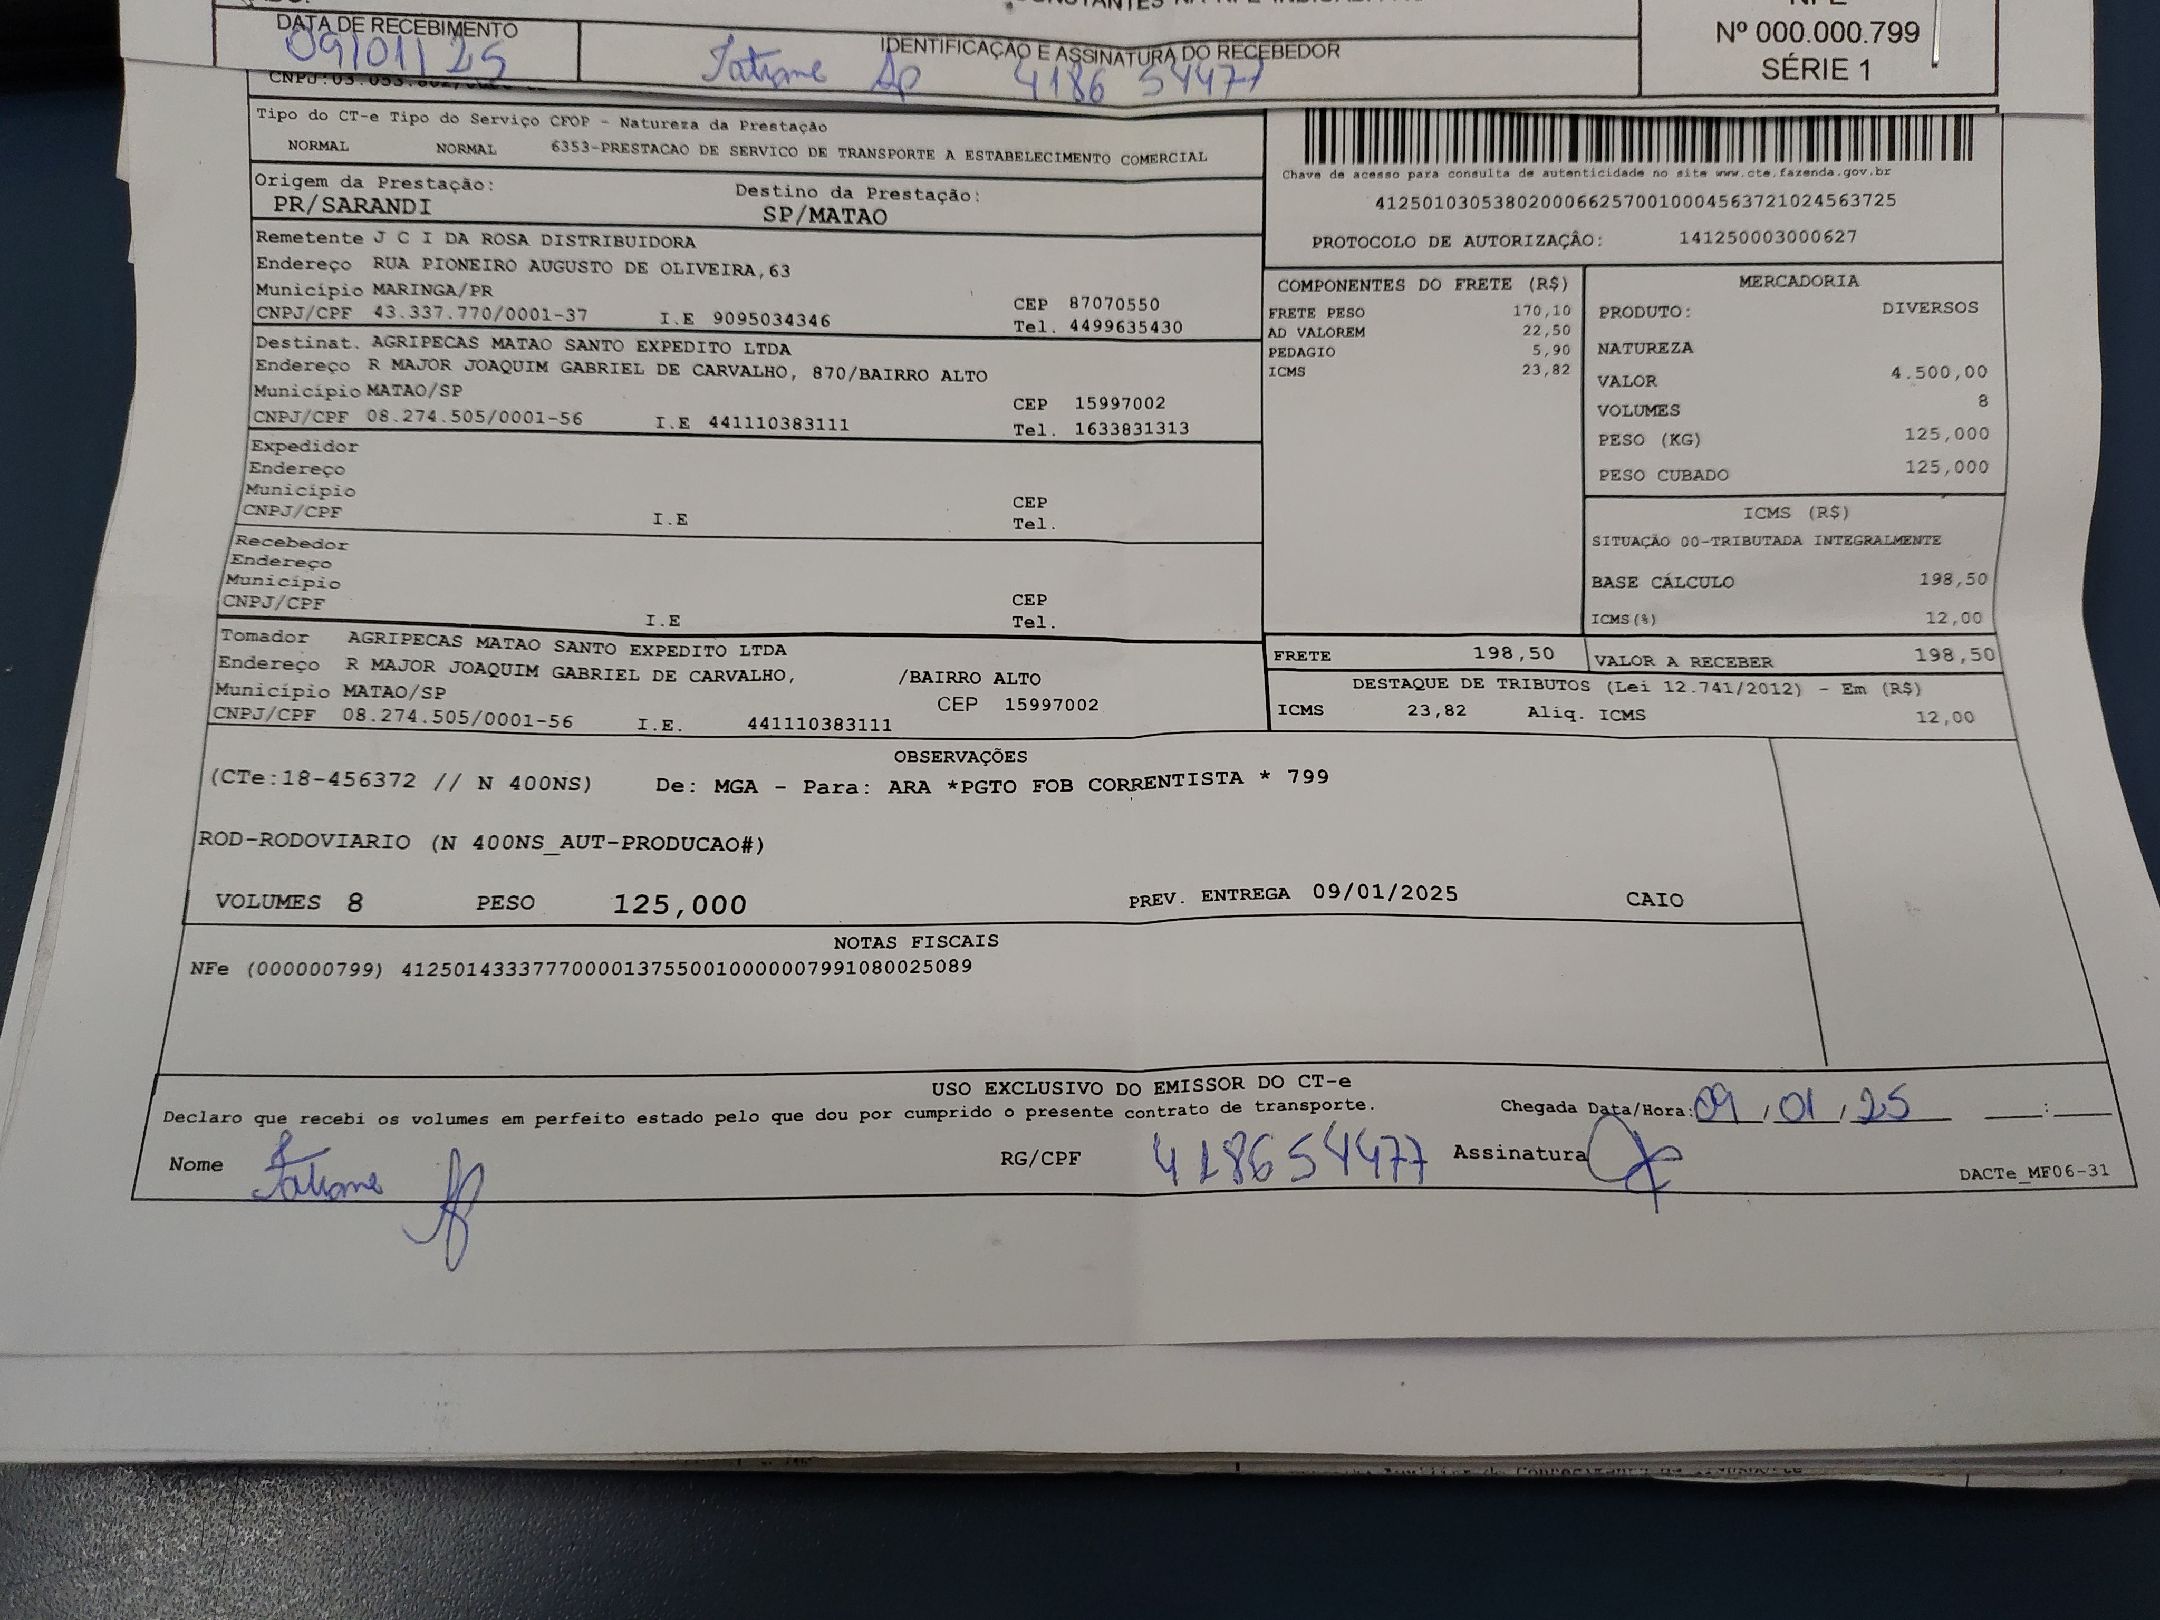 DATA DE RECEBIMENTO
09/01/25
IDENTIFICAÇÃO E ASSINATURA DO RECEBEDOR
Tatiane 4186 54477
Nº 000.000.799
SÉRIE 1
Tipo do CT-e Tipo do Serviço CFOP - Natureza da Prestação
NORMAL NORMAL 6353-PRESTACAO DE SERVICO DE TRANSPORTE A ESTABELECIMENTO COMERCIAL
Origem da Prestação: Destino da Prestação:
PR/SARANDI SP/MATAO
Remetente J C I DA ROSA DISTRIBUIDORA
Endereço RUA PIONEIRO AUGUSTO DE OLIVEIRA,63
Município MARINGA/PR CEP 87070550
CNPJ/CPF 43.337.770/0001-37 I.E 9095034346 Tel. 4499635430
Destinat. AGRIPECAS MATAO SANTO EXPEDITO LTDA
Endereço R MAJOR JOAQUIM GABRIEL DE CARVALHO, 870/BAIRRO ALTO
Município MATAO/SP CEP 15997002
CNPJ/CPF 08.274.505/0001-56 I.E 441110383111 Tel. 1633831313
Expedidor
Endereço
Município CEP
CNPJ/CPF I.E Tel.
Recebedor
Endereço
Município CEP
CNPJ/CPF I.E Tel.
Tomador AGRIPECAS MATAO SANTO EXPEDITO LTDA
Endereço R MAJOR JOAQUIM GABRIEL DE CARVALHO, /BAIRRO ALTO
Município MATAO/SP CEP 15997002
CNPJ/CPF 08.274.505/0001-56 I.E. 441110383111
Chave de acesso para consulta de autenticidade no site www.cte.fazenda.gov.br
41250103053802000662570010004563721024563725
PROTOCOLO DE AUTORIZAÇÂO: 141250003000627
COMPONENTES DO FRETE (R$)
FRETE PESO 170,10
AD VALOREM 22,50
PEDAGIO 5,90
ICMS 23,82
MERCADORIA
PRODUTO: DIVERSOS
NATUREZA
VALOR 4.500,00
VOLUMES 8
PESO (KG) 125,000
PESO CUBADO 125,000
ICMS (R$)
SITUAÇÃO 00-TRIBUTADA INTEGRALMENTE
BASE CÁLCULO 198,50
ICMS(%) 12,00
FRETE 198,50 VALOR A RECEBER 198,50
DESTAQUE DE TRIBUTOS (Lei 12.741/2012) - Em (R$)
ICMS 23,82 Aliq. ICMS 12,00
OBSERVAÇÕES
(CTe:18-456372 // N 400NS) De: MGA - Para: ARA *PGTO FOB CORRENTISTA * 799
ROD-RODOVIARIO (N 400NS_AUT-PRODUCAO#)
VOLUMES 8 PESO 125,000 PREV. ENTREGA 09/01/2025 CAIO
NOTAS FISCAIS
NFe (000000799) 41250143337770000137550010000007991080025089
USO EXCLUSIVO DO EMISSOR DO CT-e
Declaro que recebi os volumes em perfeito estado pelo que dou por cumprido o presente contrato de transporte. Chegada Data/Hora: 09/01/25 __:__
Nome Tatiane RG/CPF 418654477 Assinatura
DACTe_MF06-31